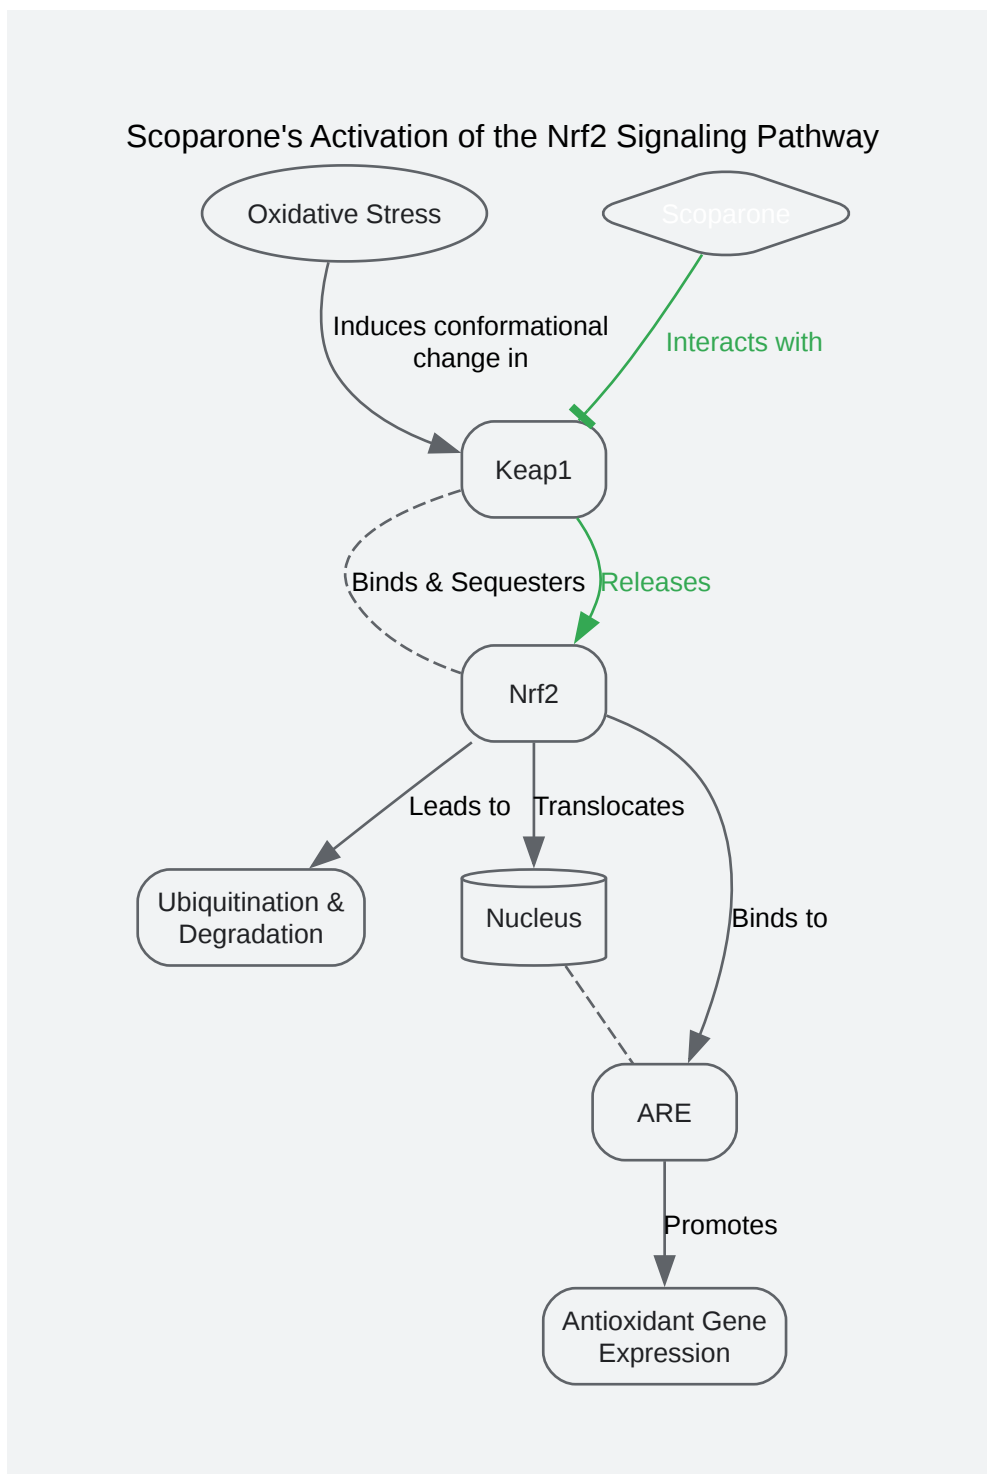 Scoparone's Activation of the Nrf2 Signaling Pathway
Oxidative Stress
Scoparone
Induces conformational
change in
Interacts with
Keap1
Binds & Sequesters
Releases
Nrf2
Leads to
Translocates
Ubiquitination &
Degradation
Nucleus
Binds to
ARE
Promotes
Antioxidant Gene
Expression